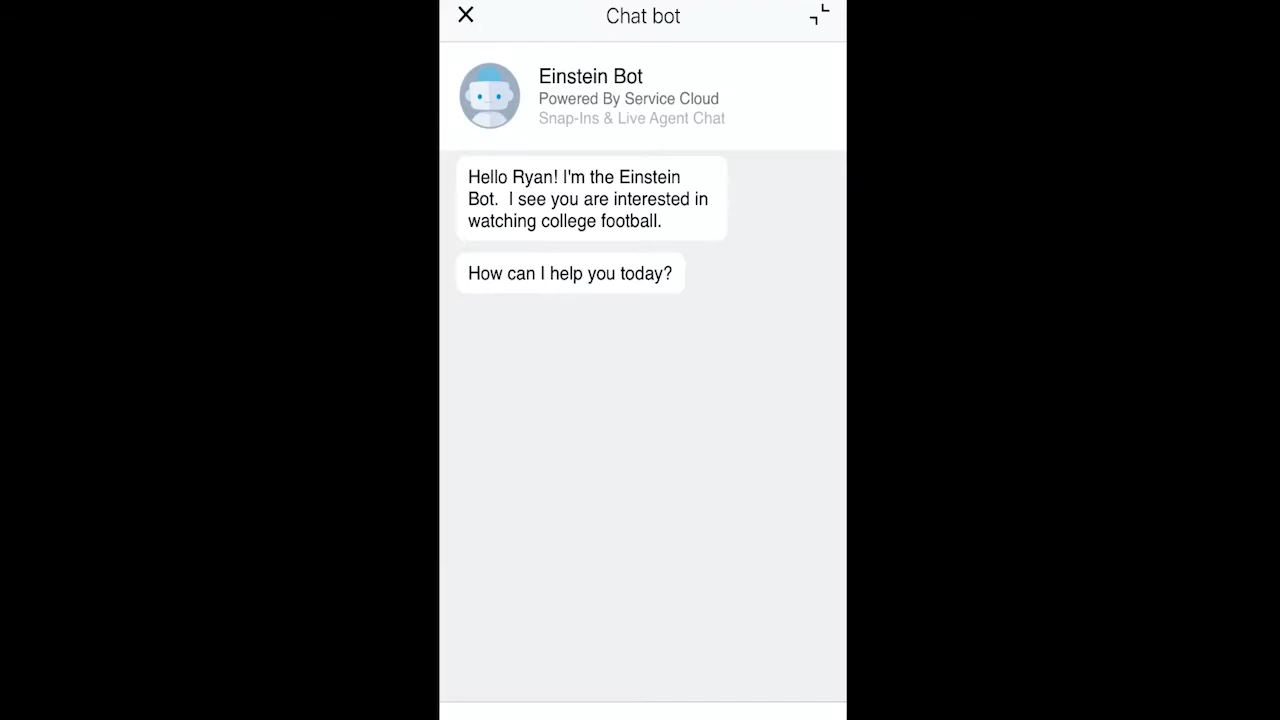 Chat bot
Einstein Bot
Powered By Service Cloud
Snap-Ins & Live Agent Chat
Hello Ryan! I'm the Einstein
Bot.  I see you are interested in
watching college football.
How can I help you today?